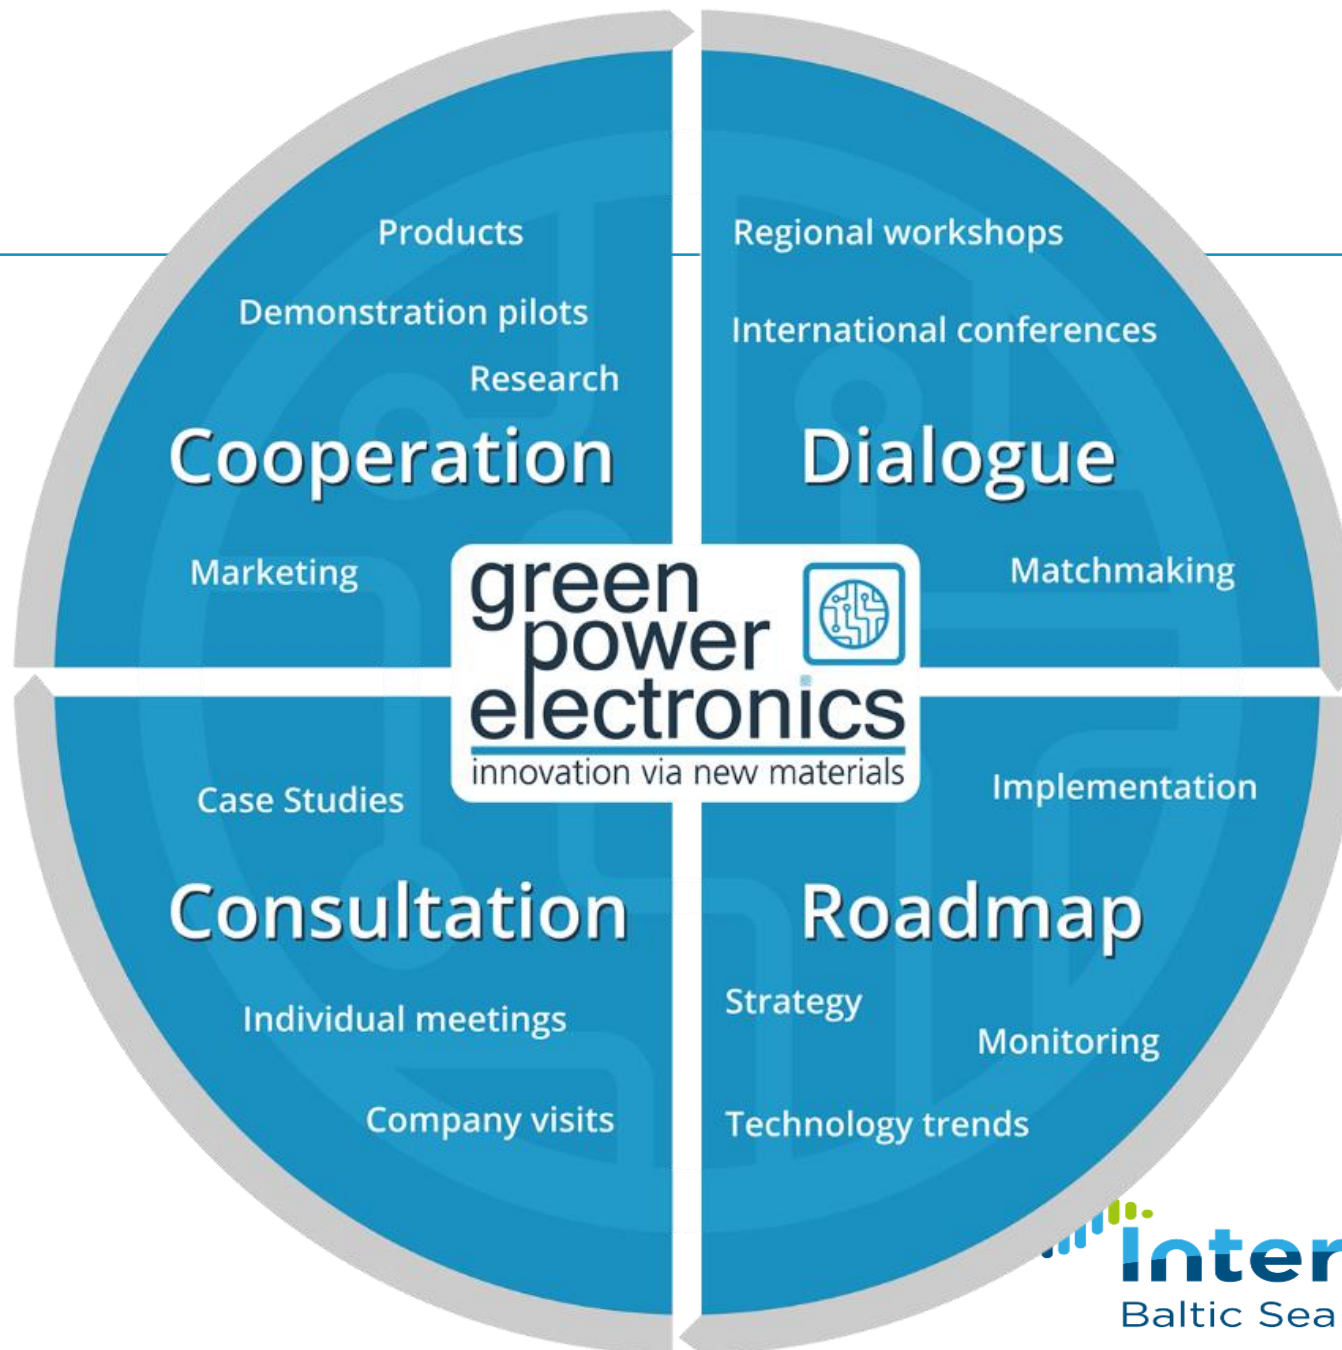 Products
Demonstration pilots
Research
Cooperation
Marketing
Regional workshops
International conferences
Dialogue
Matchmaking
green
power
electronics
innovation via new materials
Case Studies
Consultation
Individual meetings
Company visits
Implementation
Roadmap
Strategy
Monitoring
Technology trends
Inter
Baltic Sea